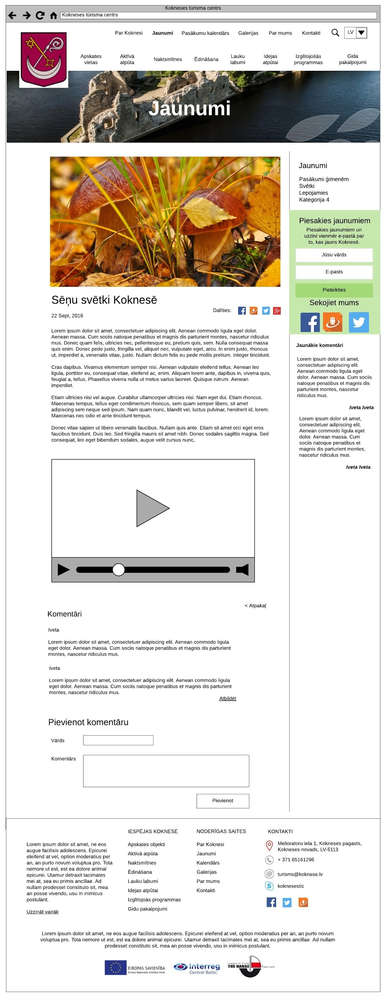 Kokneses tūrisma centrs
Kokneses tūrisma centrs
Par Koknesi
Jaunumi
Pasākumu kalendārs
Galerijas
Par mums
Kontakti
LV
Apskates
vietas
Aktīvā
atpūta
Naktsmītnes
Ēdināšana
Lauku
labumi
Idejas
atpūtai
Izglītojošās
programmas
Gida
pakalpojumi
Jaunumi
Sēņu svētki Koknesē
22 Sept, 2016
Dalīties:
Lorem ipsum dolor sit amet, consectetuer adipiscing elit. Aenean commodo ligula eget dolor.
Aenean massa. Cum sociis natoque penatibus et magnis dis parturient montes, nascetur ridiculus
mus. Donec quam felis, ultricies nec, pellentesque eu, pretium quis, sem. Nulla consequat massa
quis enim. Donec pede justo, fringilla vel, aliquet nec, vulputate eget, arcu. In enim justo, rhoncus
ut, imperdiet a, venenatis vitae, justo. Nullam dictum felis eu pede mollis pretium. Integer tincidunt.
Cras dapibus. Vivamus elementum semper nisi. Aenean vulputate eleifend tellus. Aenean leo
ligula, porttitor eu, consequat vitae, eleifend ac, enim. Aliquam lorem ante, dapibus in, viverra quis,
feugiat a, tellus. Phasellus viverra nulla ut metus varius laoreet. Quisque rutrum. Aenean
imperdiet.
Etiam ultricies nisi vel augue. Curabitur ullamcorper ultricies nisi. Nam eget dui. Etiam rhoncus.
Maecenas tempus, tellus eget condimentum rhoncus, sem quam semper libero, sit amet
adipiscing sem neque sed ipsum. Nam quam nunc, blandit vel, luctus pulvinar, hendrerit id, lorem.
Maecenas nec odio et ante tincidunt tempus.
Donec vitae sapien ut libero venenatis faucibus. Nullam quis ante. Etiam sit amet orci eget eros
faucibus tincidunt. Duis leo. Sed fringilla mauris sit amet nibh. Donec sodales sagittis magna. Sed
consequat, leo eget bibendum sodales, augue velit cursus nunc,
< Atpakaļ
Komentāri
Iveta
Lorem ipsum dolor sit amet, consectetuer adipiscing elit. Aenean commodo ligula
eget dolor. Aenean massa. Cum sociis natoque penatibus et magnis dis parturient
montes, nascetur ridiculus mus.
Iveta
Lorem ipsum dolor sit amet, consectetuer adipiscing elit. Aenean commodo ligula
eget dolor. Aenean massa. Cum sociis natoque penatibus et magnis dis parturient
montes, nascetur ridiculus mus.
Atbildēt
Pievienot komentāru
Vārds
Komentārs
Pievienot
Jaunumi
Pasākumi ģimenēm
Svētki
Lepojamies
Kategorija 4
Piesakies jaunumiem
Piesakies jaunumiem un
uzzini vienmēr e-pastā par
to, kas jauns Koknesē.
Jūsu vārds
E-pasts
Pieteikties
Sekojiet mums
Jaunākie komentāri
Lorem ipsum dolor sit amet,
consectetuer adipiscing elit.
Aenean commodo ligula eget
dolor. Aenean massa. Cum sociis
natoque penatibus et magnis dis
parturient montes, nascetur
ridiculus mus.
Iveta Iveta
Lorem ipsum dolor sit amet,
consectetuer adipiscing elit.
Aenean commodo ligula eget
dolor. Aenean massa. Cum
sociis natoque penatibus et
magnis dis parturient montes,
nascetur ridiculus mus.
Iveta Iveta
Lorem ipsum dolor sit amet, ne eos
augue facilisis adolescens. Epicurei
eleifend at vel, option moderatius per
an, an purto novum voluptua pro. Tota
nemore ut est, est ea dolore animal
epicurei. Utamur detraxit tacimates
mei at, sea eu primis ancillae. Ad
nullam prodesset constituto sit, mea
an posse vivendo, usu in inimicus
postulant.
Uzzināt vairāk
IESPĒJAS KOKNESĒ
Apskates objekti
Aktīvā atpūta
Naktsmītnes
Ēdināšana
Lauku labumi
Idejas atpūtai
Izglītojoās programmas
Gidu pakalpojumi
NODERĪGAS SAITES
Par Koknesi
Jaunumi
Kalendārs
Galerijas
Par mums
Kontakti
KONTAKTI
Melioratoru iela 1, Kokneses pagasts,
Kokneses novads, LV-5113
+ 371 65161296
turisms@koknese.lv
koknesestic
Lorem ipsum dolor sit amet, ne eos augue facilisis adolescens. Epicurei eleifend at vel, option moderatius per an, an purto novum
voluptua pro. Tota nemore ut est, est ea dolore animal epicurei. Utamur detraxit tacimates mei at, sea eu primis ancillae. Ad nullam
prodesset constituto sit, mea an posse vivendo, usu in inimicus postulant.
EIROPAS SAVIENĪBA
Eiropas Reģionālās attīstības fonds
Interreg
Central Baltic
League of Cities
THE HANSE
Tourism